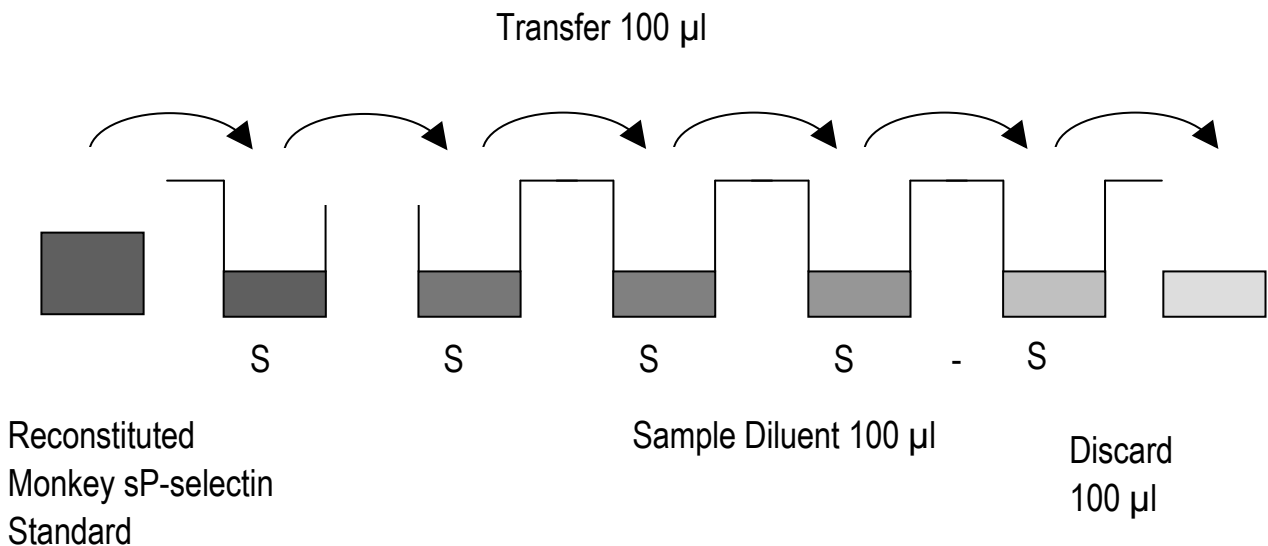 Transfer 100 µl
S S S S - S
Reconstituted
Monkey sP-selectin
Standard
Sample Diluent 100 µl
Discard
100 µl